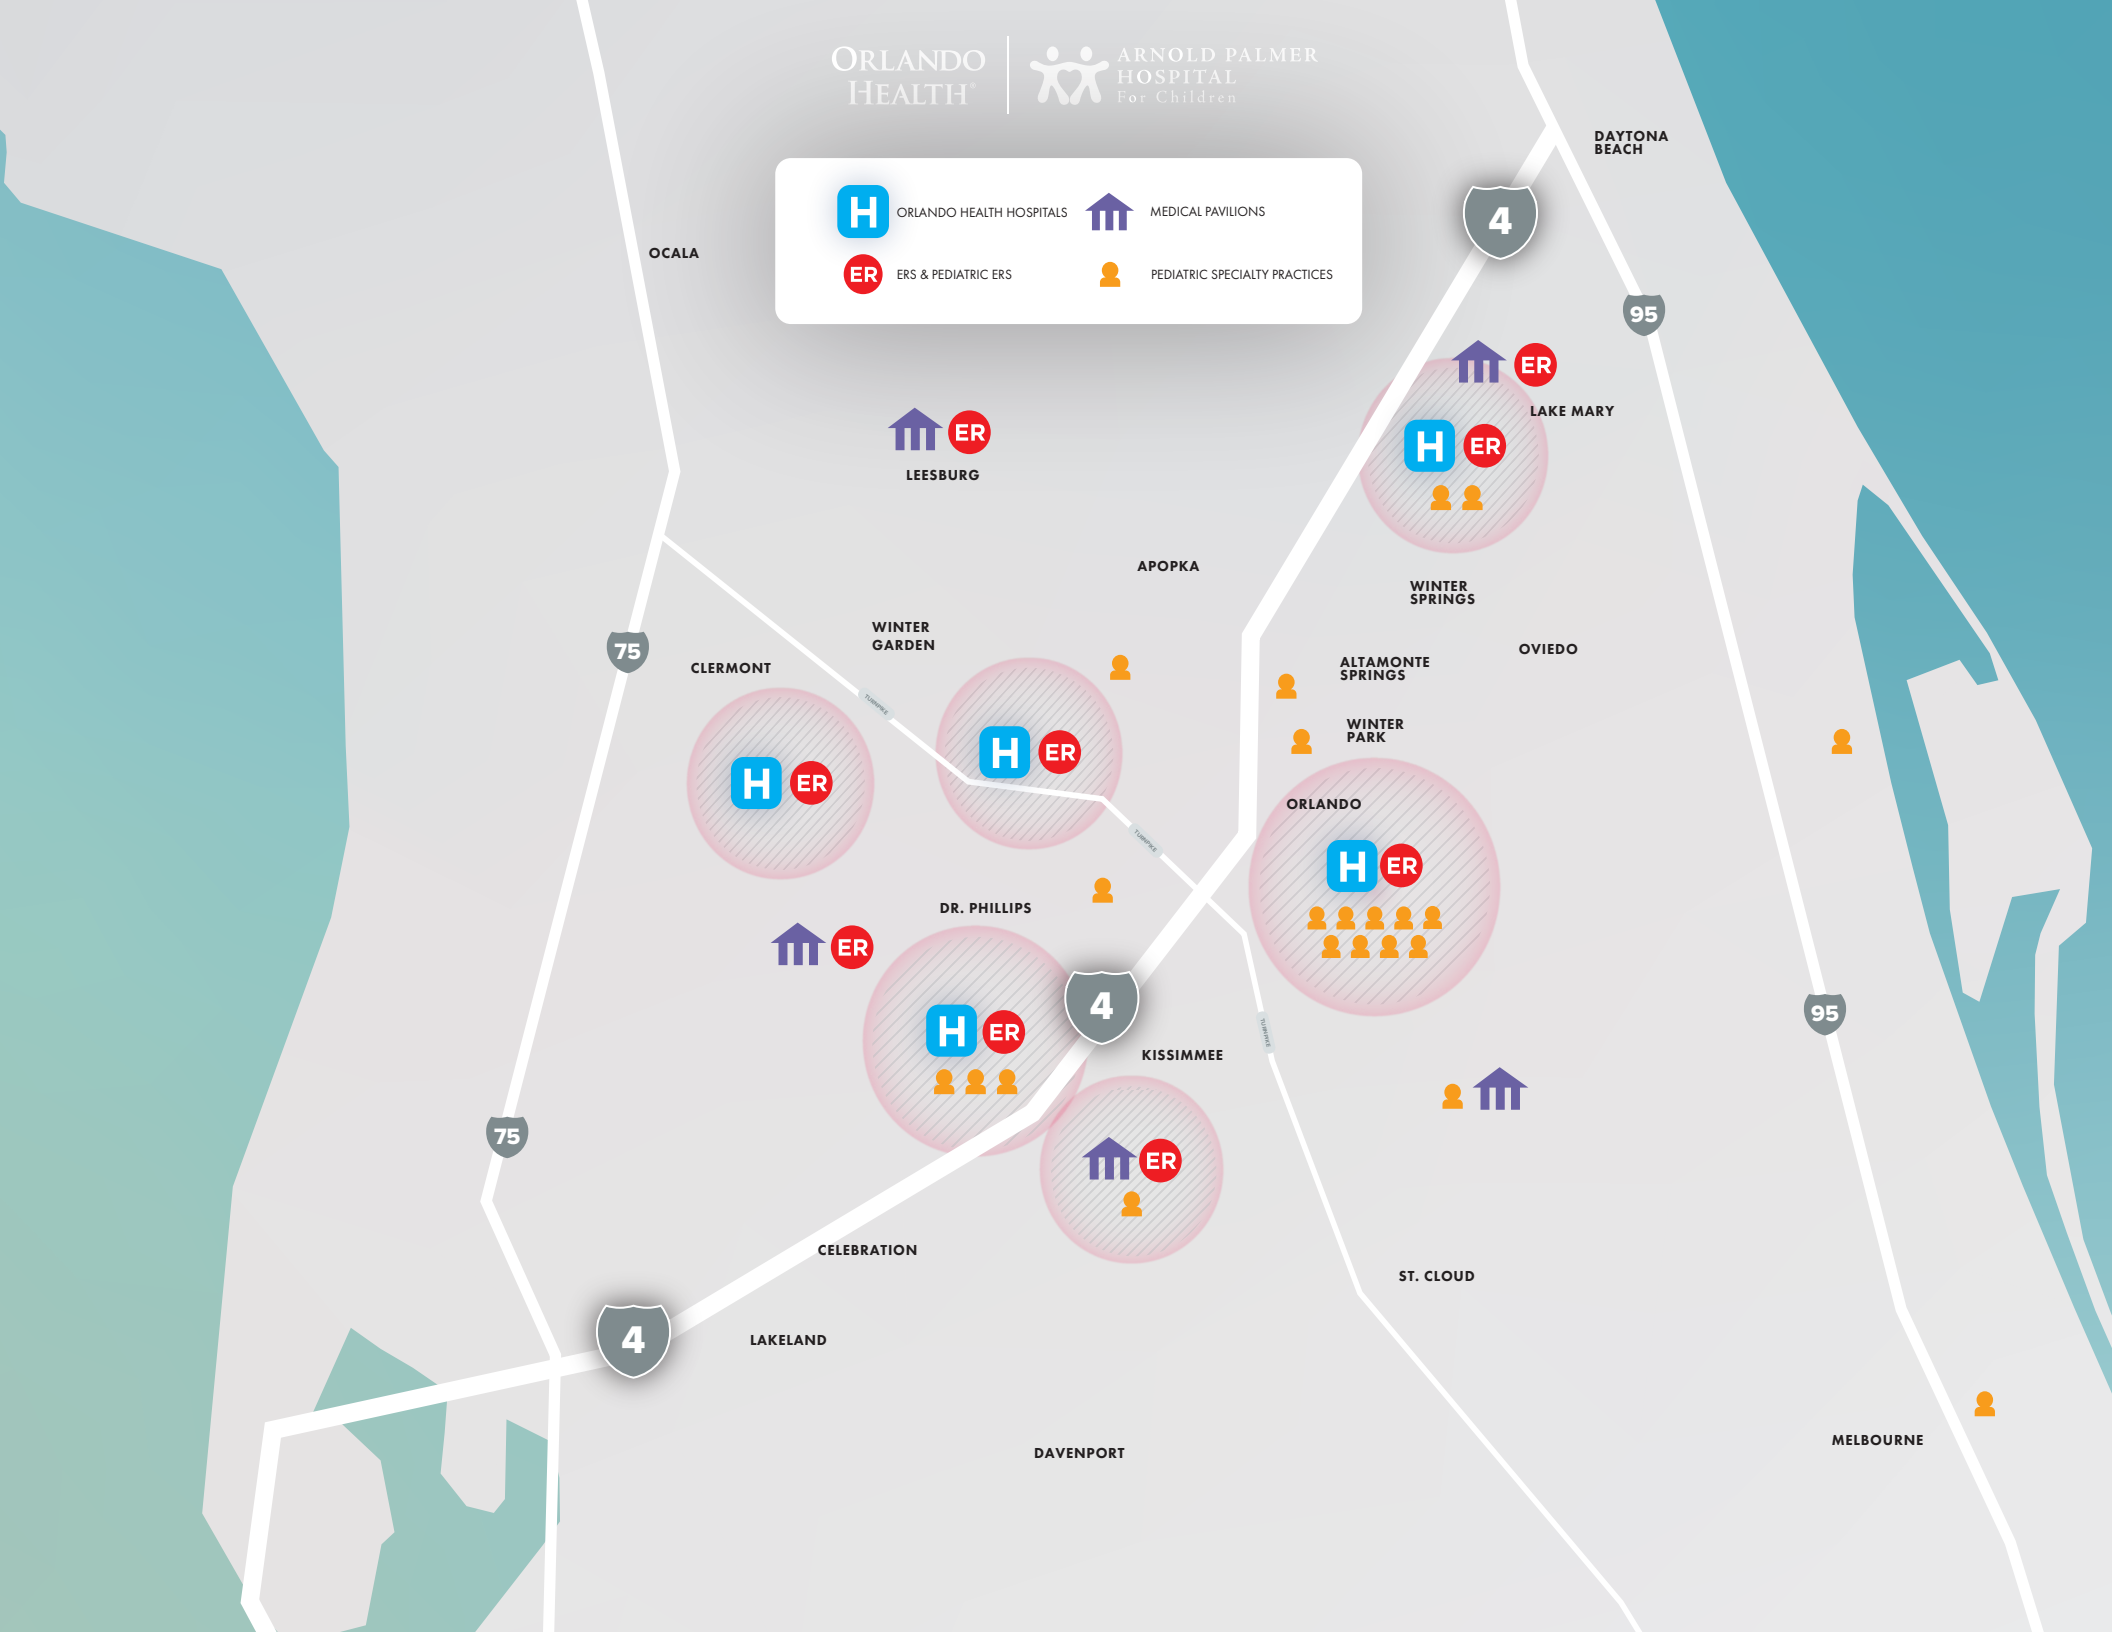 ORLANDO
HEALTH®
ARNOLD PALMER
HOSPITAL
For Children
H ORLANDO HEALTH HOSPITALS
MEDICAL PAVILIONS
ER ERS & PEDIATRIC ERS
PEDIATRIC SPECIALTY PRACTICES
DAYTONA
BEACH
4
OCALA
95
ER
LAKE MARY
H ER
ER
LEESBURG
APOPKA
WINTER
SPRINGS
WINTER
GARDEN
75
CLERMONT
OVIEDO
ALTAMONTE
SPRINGS
TURNPIKE
WINTER
PARK
H ER
H ER
ORLANDO
TURNPIKE
H ER
DR. PHILLIPS
ER
H ER
4
95
TURNPIKE
KISSIMMEE
75
ER
CELEBRATION
ST. CLOUD
4
LAKELAND
MELBOURNE
DAVENPORT